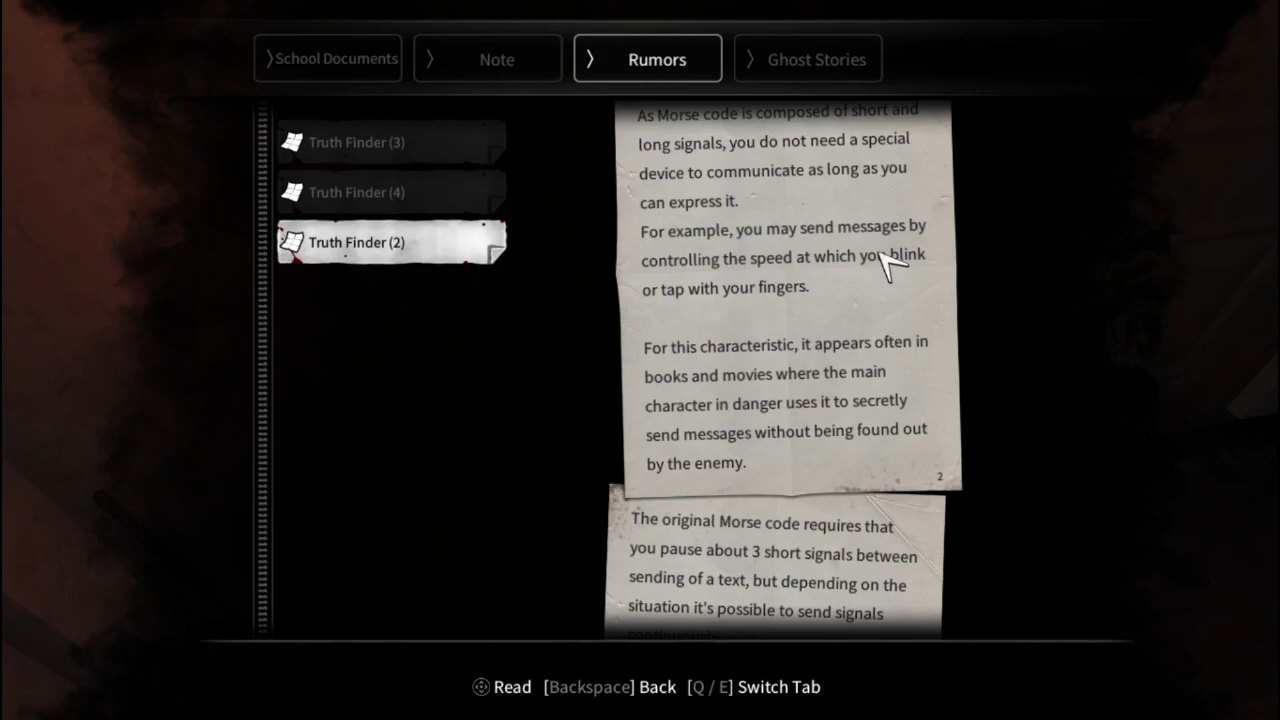 School Documents
Note
Rumors
Ghost Stories
Truth Finder (3)
Truth Finder (4)
Truth Finder (2)
As Morse code is composed of short and
long signals, you do not need a special
device to communicate as long as you
can express it.
For example, you may send messages by
controlling the speed at which you blink
or tap with your fingers.
For this characteristic, it appears often in
books and movies where the main
character in danger uses it to secretly
send messages without being found out
by the enemy.
2
The original Morse code requires that
you pause about 3 short signals between
sending of a text, but depending on the
situation it's possible to send signals
Read [Backspace] Back [Q / E] Switch Tab